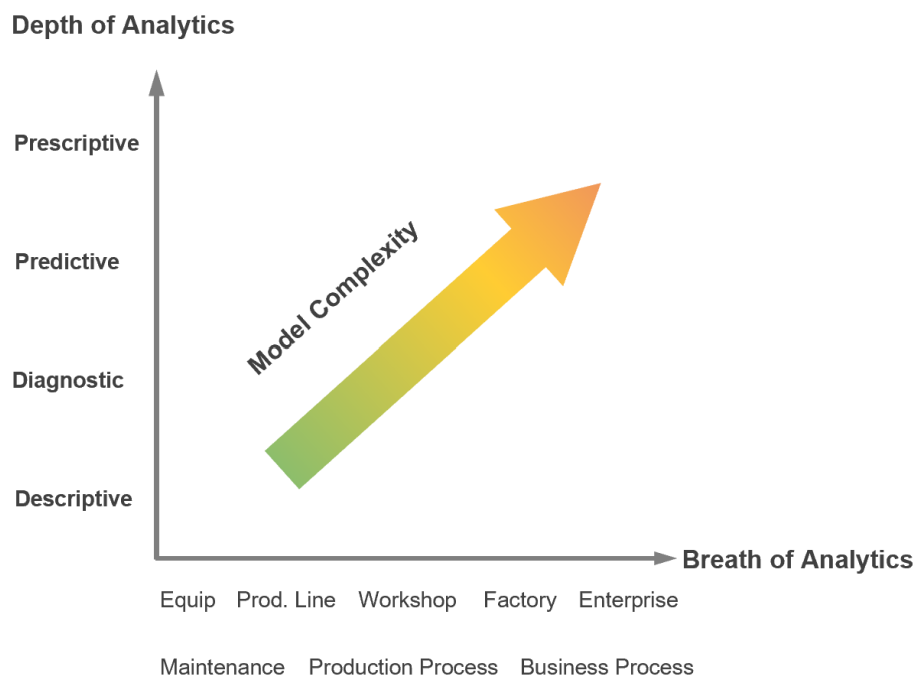 Depth of Analytics
Prescriptive
Predictive
Model Complexity
Diagnostic
Descriptive
Breath of Analytics
Equip Prod. Line Workshop Factory Enterprise
Maintenance Production Process Business Process